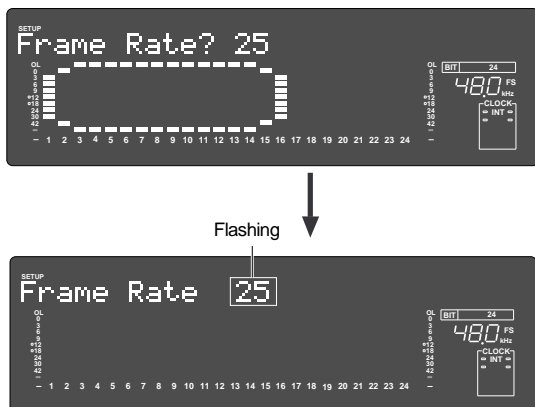 SETUP
Frame Rate? 25
OL
0
3
6
9
12
18
24
30
42
–
1 2 3 4 5 6 7 8 9 10 11 12 13 14 15 16 17 18 19 20 21 22 23 24
OL
0
3
6
9
12
18
24
30
42
–
BIT 24
48.0 FS
kHz
CLOCK
INT
Flashing
SETUP
Frame Rate 25
OL
0
3
6
9
12
18
24
30
42
–
1 2 3 4 5 6 7 8 9 10 11 12 13 14 15 16 17 18 19 20 21 22 23 24
OL
0
3
6
9
12
18
24
30
42
–
BIT 24
48.0 FS
kHz
CLOCK
INT